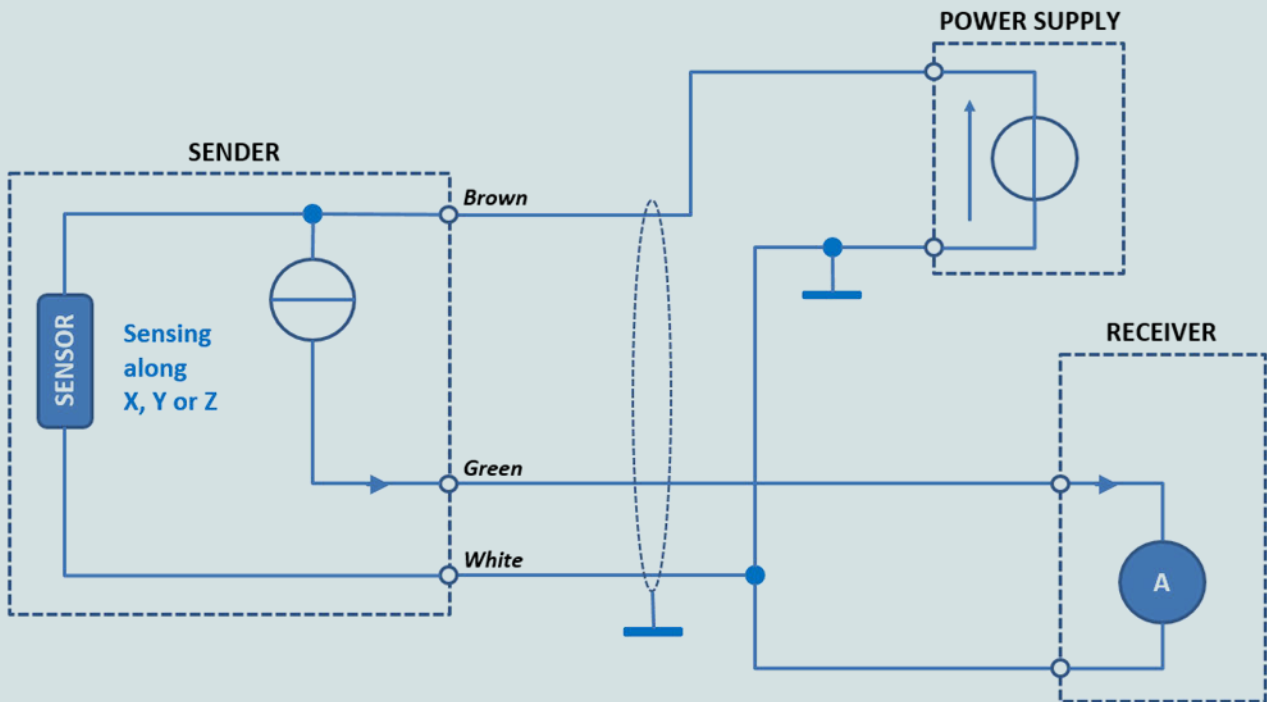 POWER SUPPLY
SENDER
Brown
SENSOR
Sensing
along
X, Y or Z
RECEIVER
Green
White
A